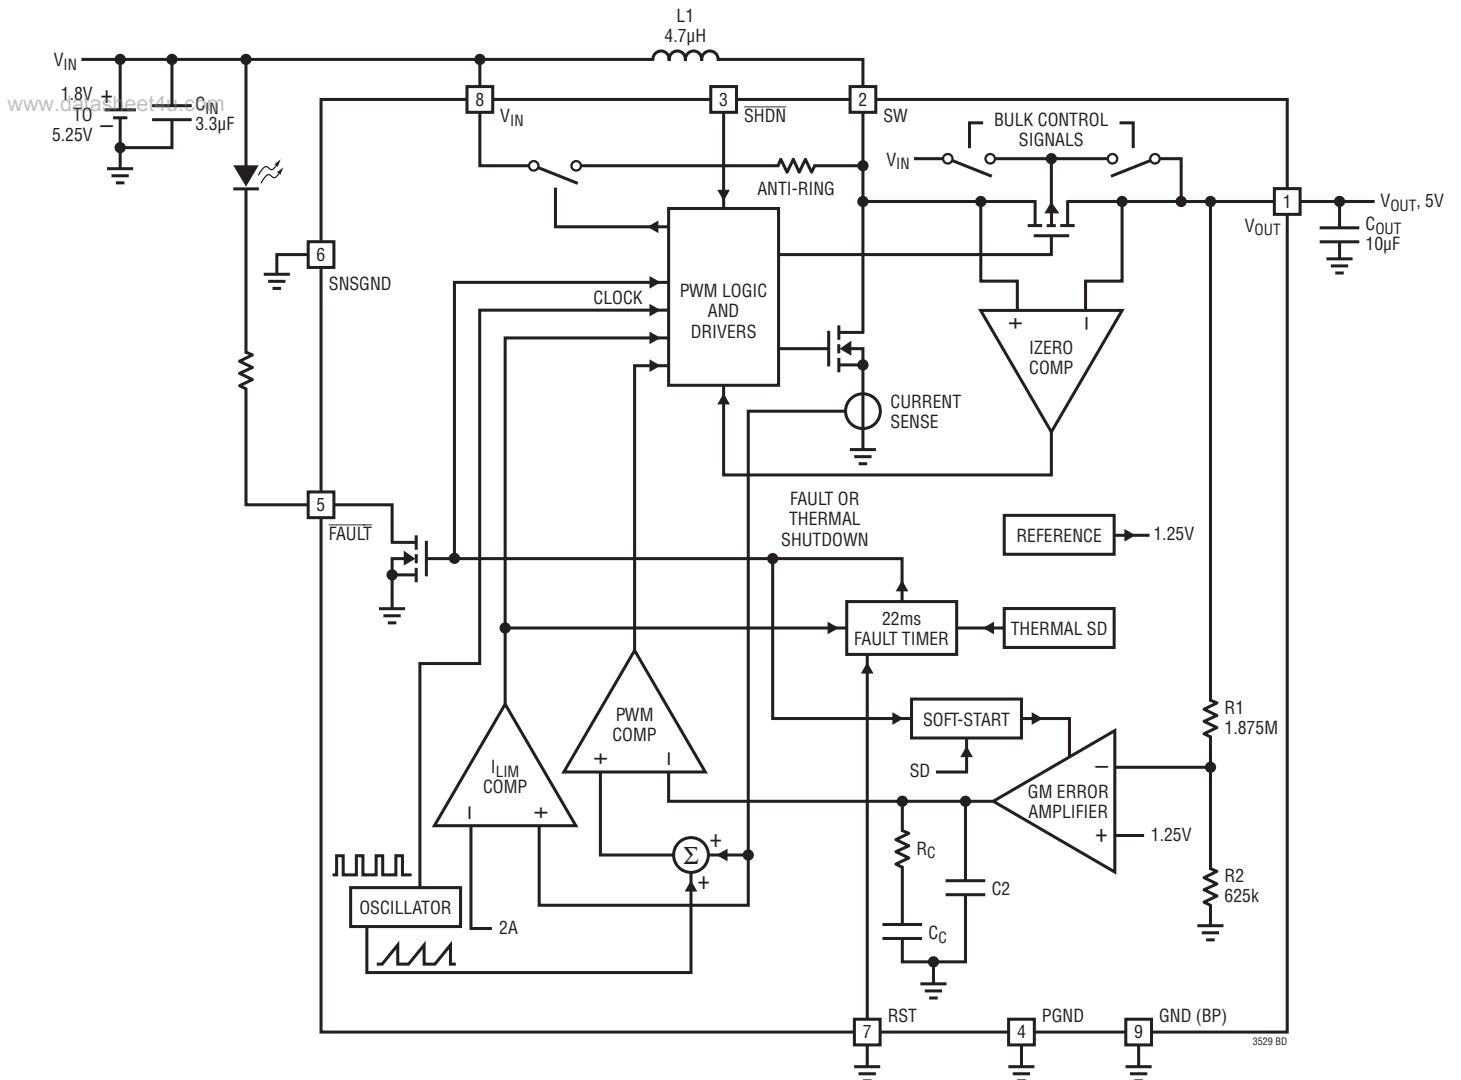 L1
4.7µH
VIN
1.8V
TO
5.25V
+
–
CIN
3.3µF
www.datasheet4u.com
8
VIN
3
SHDN
2
SW
BULK CONTROL
SIGNALS
VIN
ANTI-RING
1
VOUT
VOUT, 5V
COUT
10µF
6
SNSGND
CLOCK
PWM LOGIC
AND
DRIVERS
+
–
IZERO
COMP
CURRENT
SENSE
5
FAULT
FAULT OR
THERMAL
SHUTDOWN
REFERENCE
1.25V
22ms
FAULT TIMER
THERMAL SD
PWM
COMP
+
–
SOFT-START
SD
R1
1.875M
ILIM
COMP
–
+
–
GM ERROR
AMPLIFIER
+
1.25V
Σ
+
+
RC
C2
CC
R2
625k
OSCILLATOR
2A
7
RST
4
PGND
9
GND (BP)
3529 BD